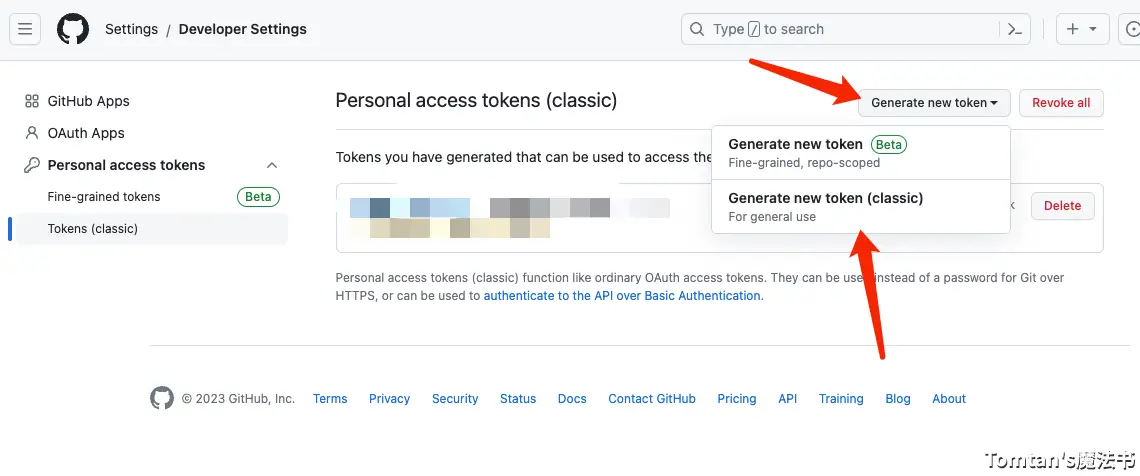 Settings / Developer Settings
Type / to search
GitHub Apps
OAuth Apps
Personal access tokens
Fine-grained tokens Beta
Tokens (classic)
Personal access tokens (classic)
Generate new token
Revoke all
Tokens you have generated that can be used to access the
Generate new token Beta
Fine-grained, repo-scoped
Generate new token (classic)
For general use
Delete
Personal access tokens (classic) function like ordinary OAuth access tokens. They can be used instead of a password for Git over
HTTPS, or can be used to authenticate to the API over Basic Authentication.
© 2023 GitHub, Inc. Terms Privacy Security Status Docs Contact GitHub Pricing API Training Blog About
Tomtan's魔法书